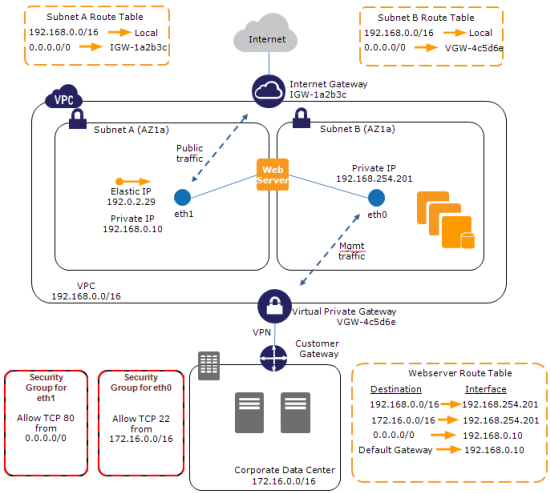 Subnet A Route Table
192.168.0.0/16 Local
0.0.0.0/0 IGW-1a2b3c
Subnet B Route Table
192.168.0.0/16 Local
0.0.0.0/0 VGW-4c5d6e
Internet
Internet Gateway
IGW-1a2b3c
VPC
Subnet A (AZ1a)
Public
traffic
Subnet B (AZ1a)
Web
Server
Elastic IP
192.0.2.29
Private IP
192.168.0.10
eth1
Private IP
192.168.254.201
eth0
Mgmt
traffic
VPC
192.168.0.0/16
Virtual Private Gateway
VGW-4c5d6e
VPN
Customer
Gateway
Security
Group for
eth1
Allow TCP 80
from
0.0.0.0/0
Security
Group for eth0
Allow TCP 22
from
172.16.0.0/16
Corporate Data Center
172.16.0.0/16
Webserver Route Table
Destination Interface
192.168.0.0/16 192.168.254.201
172.16.0.0/16 192.168.254.201
0.0.0.0/0 192.168.0.10
Default Gateway 192.168.0.10